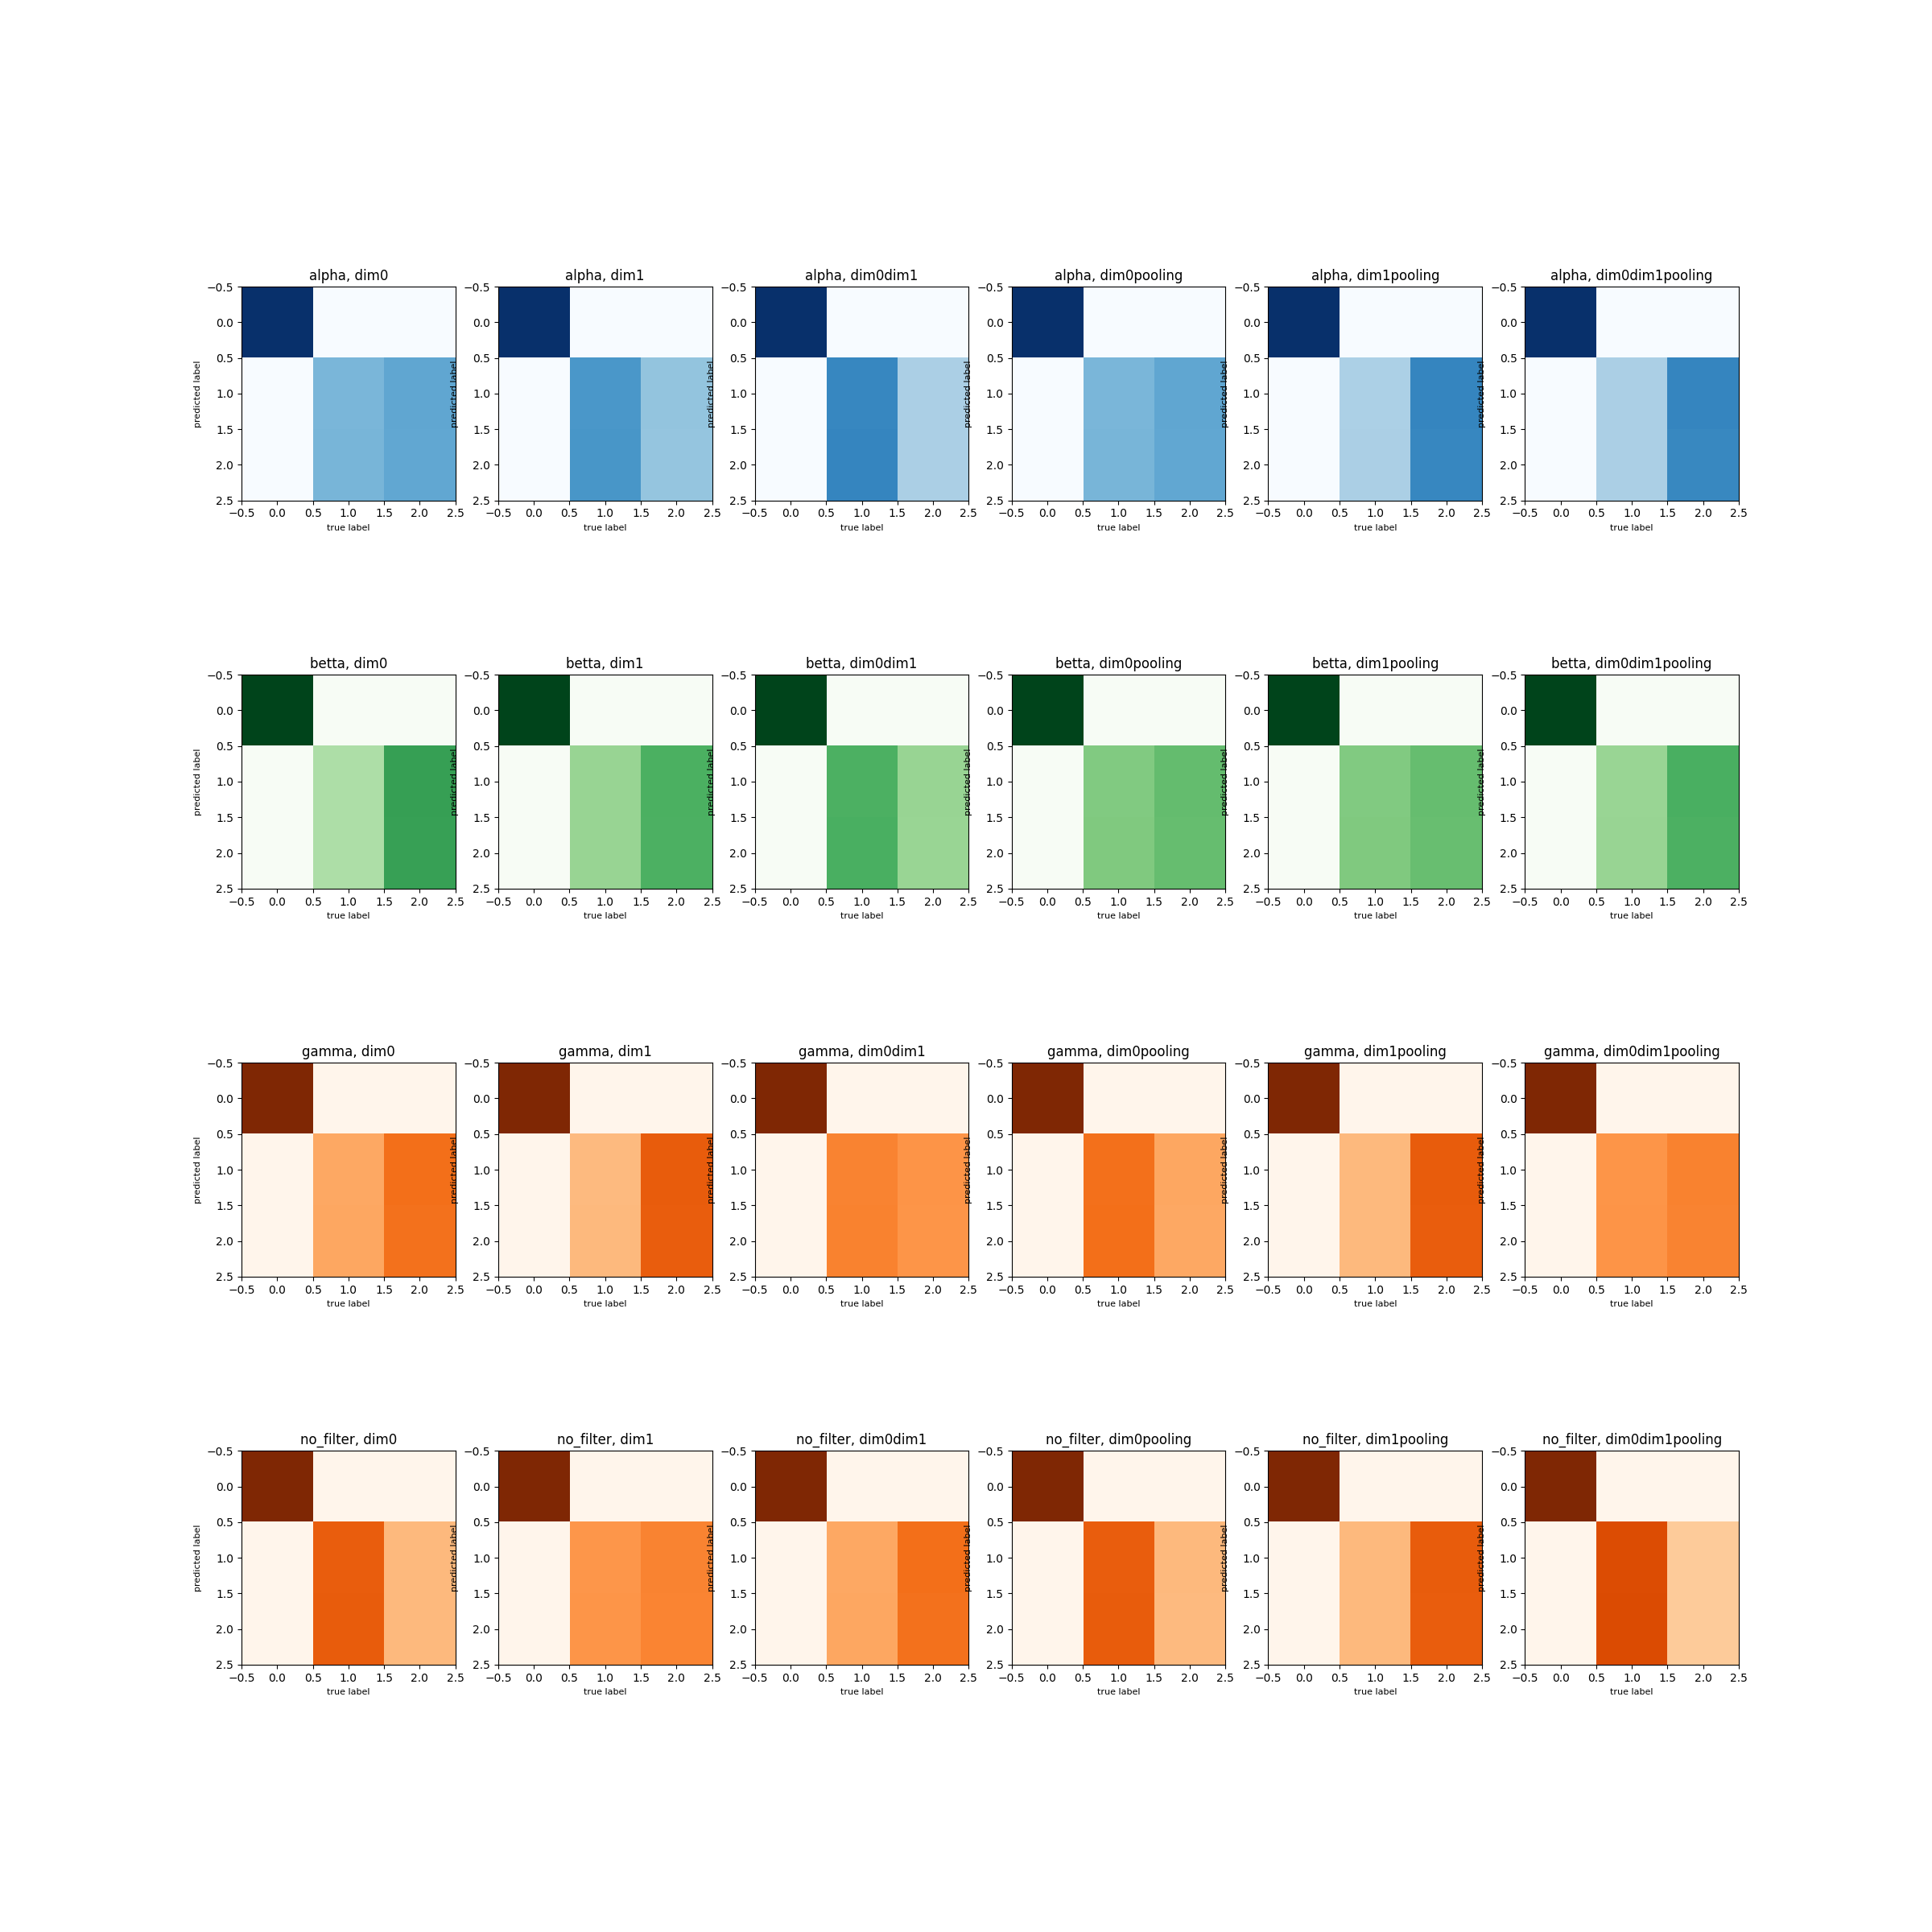 alpha, dim0 alpha, dim1 alpha, dim0dim1 alpha, dim0pooling alpha, dim1pooling alpha, dim0dim1pooling
−0.5 −0.5 −0.5 −0.5 −0.5 −0.5
0.0 0.0 0.0 0.0 0.0 0.0
0.5 0.5 0.5 0.5 0.5 0.5
predicted label predicted label predicted label predicted label predicted label predicted label
1.0 1.0 1.0 1.0 1.0 1.0
1.5 1.5 1.5 1.5 1.5 1.5
2.0 2.0 2.0 2.0 2.0 2.0
2.5 2.5 2.5 2.5 2.5 2.5
−0.5 0.0 0.5 1.0 1.5 2.0 2.5 −0.5 0.0 0.5 1.0 1.5 2.0 2.5 −0.5 0.0 0.5 1.0 1.5 2.0 2.5 −0.5 0.0 0.5 1.0 1.5 2.0 2.5 −0.5 0.0 0.5 1.0 1.5 2.0 2.5 −0.5 0.0 0.5 1.0 1.5 2.0 2.5
true label true label true label true label true label true label
betta, dim0 betta, dim1 betta, dim0dim1 betta, dim0pooling betta, dim1pooling betta, dim0dim1pooling
−0.5 −0.5 −0.5 −0.5 −0.5 −0.5
0.0 0.0 0.0 0.0 0.0 0.0
0.5 0.5 0.5 0.5 0.5 0.5
predicted label predicted label predicted label predicted label predicted label predicted label
1.0 1.0 1.0 1.0 1.0 1.0
1.5 1.5 1.5 1.5 1.5 1.5
2.0 2.0 2.0 2.0 2.0 2.0
2.5 2.5 2.5 2.5 2.5 2.5
−0.5 0.0 0.5 1.0 1.5 2.0 2.5 −0.5 0.0 0.5 1.0 1.5 2.0 2.5 −0.5 0.0 0.5 1.0 1.5 2.0 2.5 −0.5 0.0 0.5 1.0 1.5 2.0 2.5 −0.5 0.0 0.5 1.0 1.5 2.0 2.5 −0.5 0.0 0.5 1.0 1.5 2.0 2.5
true label true label true label true label true label true label
gamma, dim0 gamma, dim1 gamma, dim0dim1 gamma, dim0pooling gamma, dim1pooling gamma, dim0dim1pooling
−0.5 −0.5 −0.5 −0.5 −0.5 −0.5
0.0 0.0 0.0 0.0 0.0 0.0
0.5 0.5 0.5 0.5 0.5 0.5
predicted label predicted label predicted label predicted label predicted label predicted label
1.0 1.0 1.0 1.0 1.0 1.0
1.5 1.5 1.5 1.5 1.5 1.5
2.0 2.0 2.0 2.0 2.0 2.0
2.5 2.5 2.5 2.5 2.5 2.5
−0.5 0.0 0.5 1.0 1.5 2.0 2.5 −0.5 0.0 0.5 1.0 1.5 2.0 2.5 −0.5 0.0 0.5 1.0 1.5 2.0 2.5 −0.5 0.0 0.5 1.0 1.5 2.0 2.5 −0.5 0.0 0.5 1.0 1.5 2.0 2.5 −0.5 0.0 0.5 1.0 1.5 2.0 2.5
true label true label true label true label true label true label
no_filter, dim0 no_filter, dim1 no_filter, dim0dim1 no_filter, dim0pooling no_filter, dim1pooling no_filter, dim0dim1pooling
−0.5 −0.5 −0.5 −0.5 −0.5 −0.5
0.0 0.0 0.0 0.0 0.0 0.0
0.5 0.5 0.5 0.5 0.5 0.5
predicted label predicted label predicted label predicted label predicted label predicted label
1.0 1.0 1.0 1.0 1.0 1.0
1.5 1.5 1.5 1.5 1.5 1.5
2.0 2.0 2.0 2.0 2.0 2.0
2.5 2.5 2.5 2.5 2.5 2.5
−0.5 0.0 0.5 1.0 1.5 2.0 2.5 −0.5 0.0 0.5 1.0 1.5 2.0 2.5 −0.5 0.0 0.5 1.0 1.5 2.0 2.5 −0.5 0.0 0.5 1.0 1.5 2.0 2.5 −0.5 0.0 0.5 1.0 1.5 2.0 2.5 −0.5 0.0 0.5 1.0 1.5 2.0 2.5
true label true label true label true label true label true label